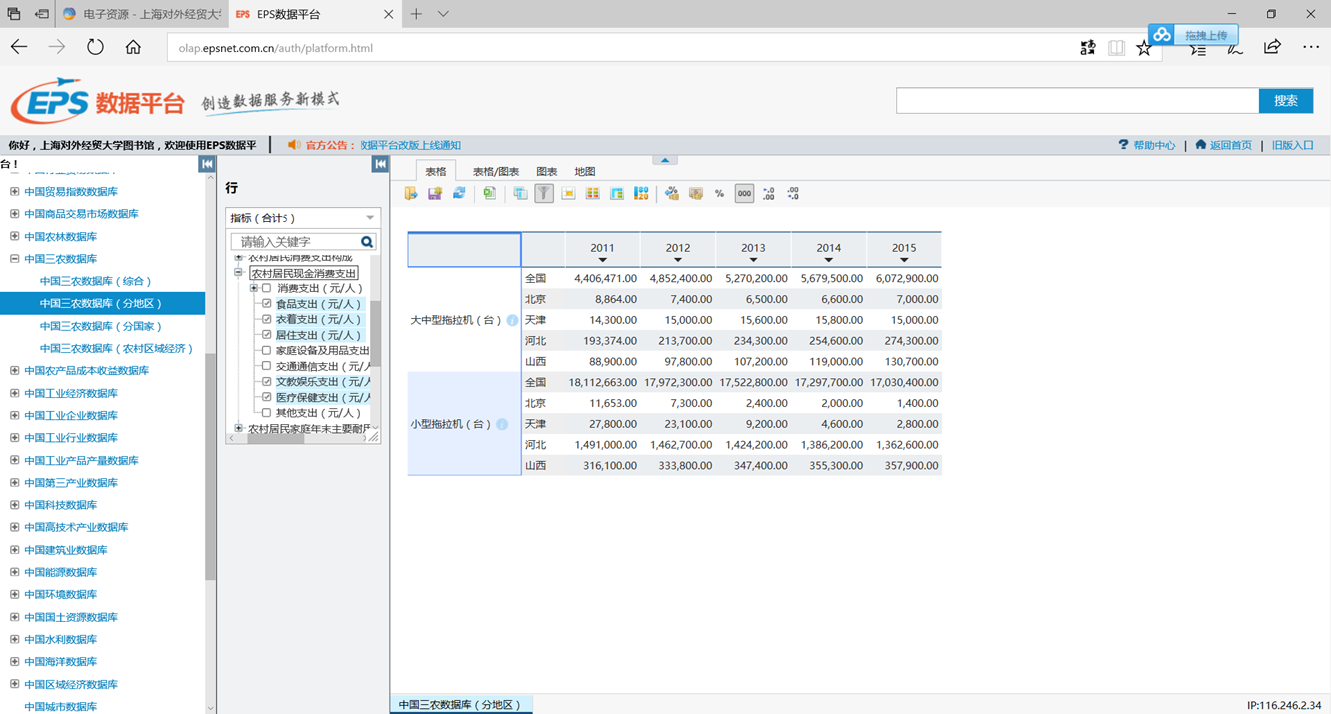 电子资源 - 上海对外经贸大
EPS EPS数据平台
olap.epsnet.com.cn/auth/platform.html
拖拽上传
EPS 数据平台 创造数据服务新模式
搜索
你好，上海对外经贸大学图书馆，欢迎使用EPS数据平
台！
官方公告： 数据平台改版上线通知
帮助中心 | 返回首页 | 旧版入口
中国贸易指数数据库
中国商品交易市场数据库
中国农林数据库
中国三农数据库
中国三农数据库（综合）
中国三农数据库（分地区）
中国三农数据库（分国家）
中国三农数据库（农村区域经济）
中国农产品成本收益数据库
中国工业经济数据库
中国工业企业数据库
中国工业行业数据库
中国工业产品产量数据库
中国第三产业数据库
中国科技数据库
中国高技术产业数据库
中国建筑业数据库
中国能源数据库
中国环境数据库
中国国土资源数据库
中国水利数据库
中国海洋数据库
中国区域经济数据库
中国城市数据库
行
指标（合计5）
请输入关键字
农村居民消费支出构成
农村居民现金消费支出
消费支出（元/人）
食品支出（元/人）
衣着支出（元/人）
居住支出（元/人）
家庭设备及用品支出
交通通信支出（元/人
文教娱乐支出（元/人
医疗保健支出（元/人
其他支出（元/人）
农村居民家庭年末主要耐用
表格 表格/图表 图表 地图
% 000 .0 .00 .00 .0
2011 2012 2013 2014 2015
大中型拖拉机（台）
全国 4,406,471.00 4,852,400.00 5,270,200.00 5,679,500.00 6,072,900.00
北京 8,864.00 7,400.00 6,500.00 6,600.00 7,000.00
天津 14,300.00 15,000.00 15,600.00 15,800.00 15,000.00
河北 193,374.00 213,700.00 234,300.00 254,600.00 274,300.00
山西 88,900.00 97,800.00 107,200.00 119,000.00 130,700.00
小型拖拉机（台）
全国 18,112,663.00 17,972,300.00 17,522,800.00 17,297,700.00 17,030,400.00
北京 11,653.00 7,300.00 2,400.00 2,000.00 1,400.00
天津 27,800.00 23,100.00 9,200.00 4,600.00 2,800.00
河北 1,491,000.00 1,462,700.00 1,424,200.00 1,386,200.00 1,362,600.00
山西 316,100.00 333,800.00 347,400.00 355,300.00 357,900.00
中国三农数据库（分地区）
IP:116.246.2.34